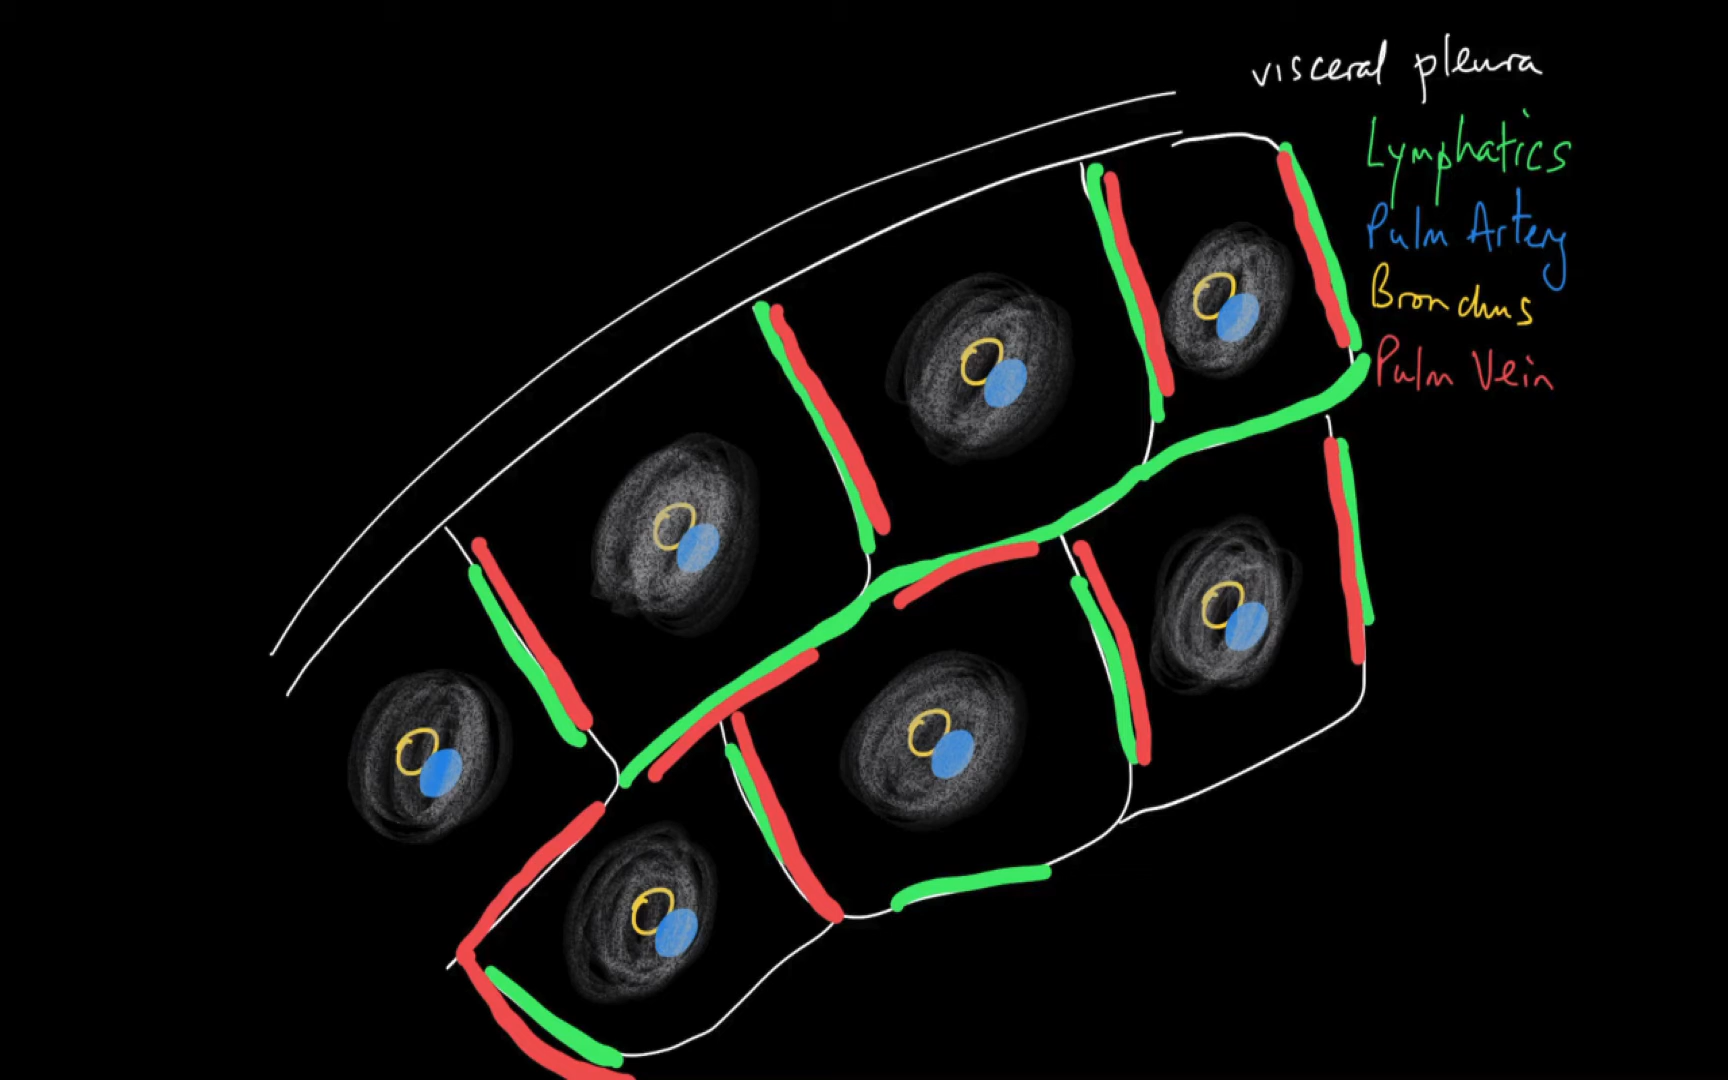 visceral pleura
Lymphatics
Pulm Artery
Bronchus
Pulm Vein